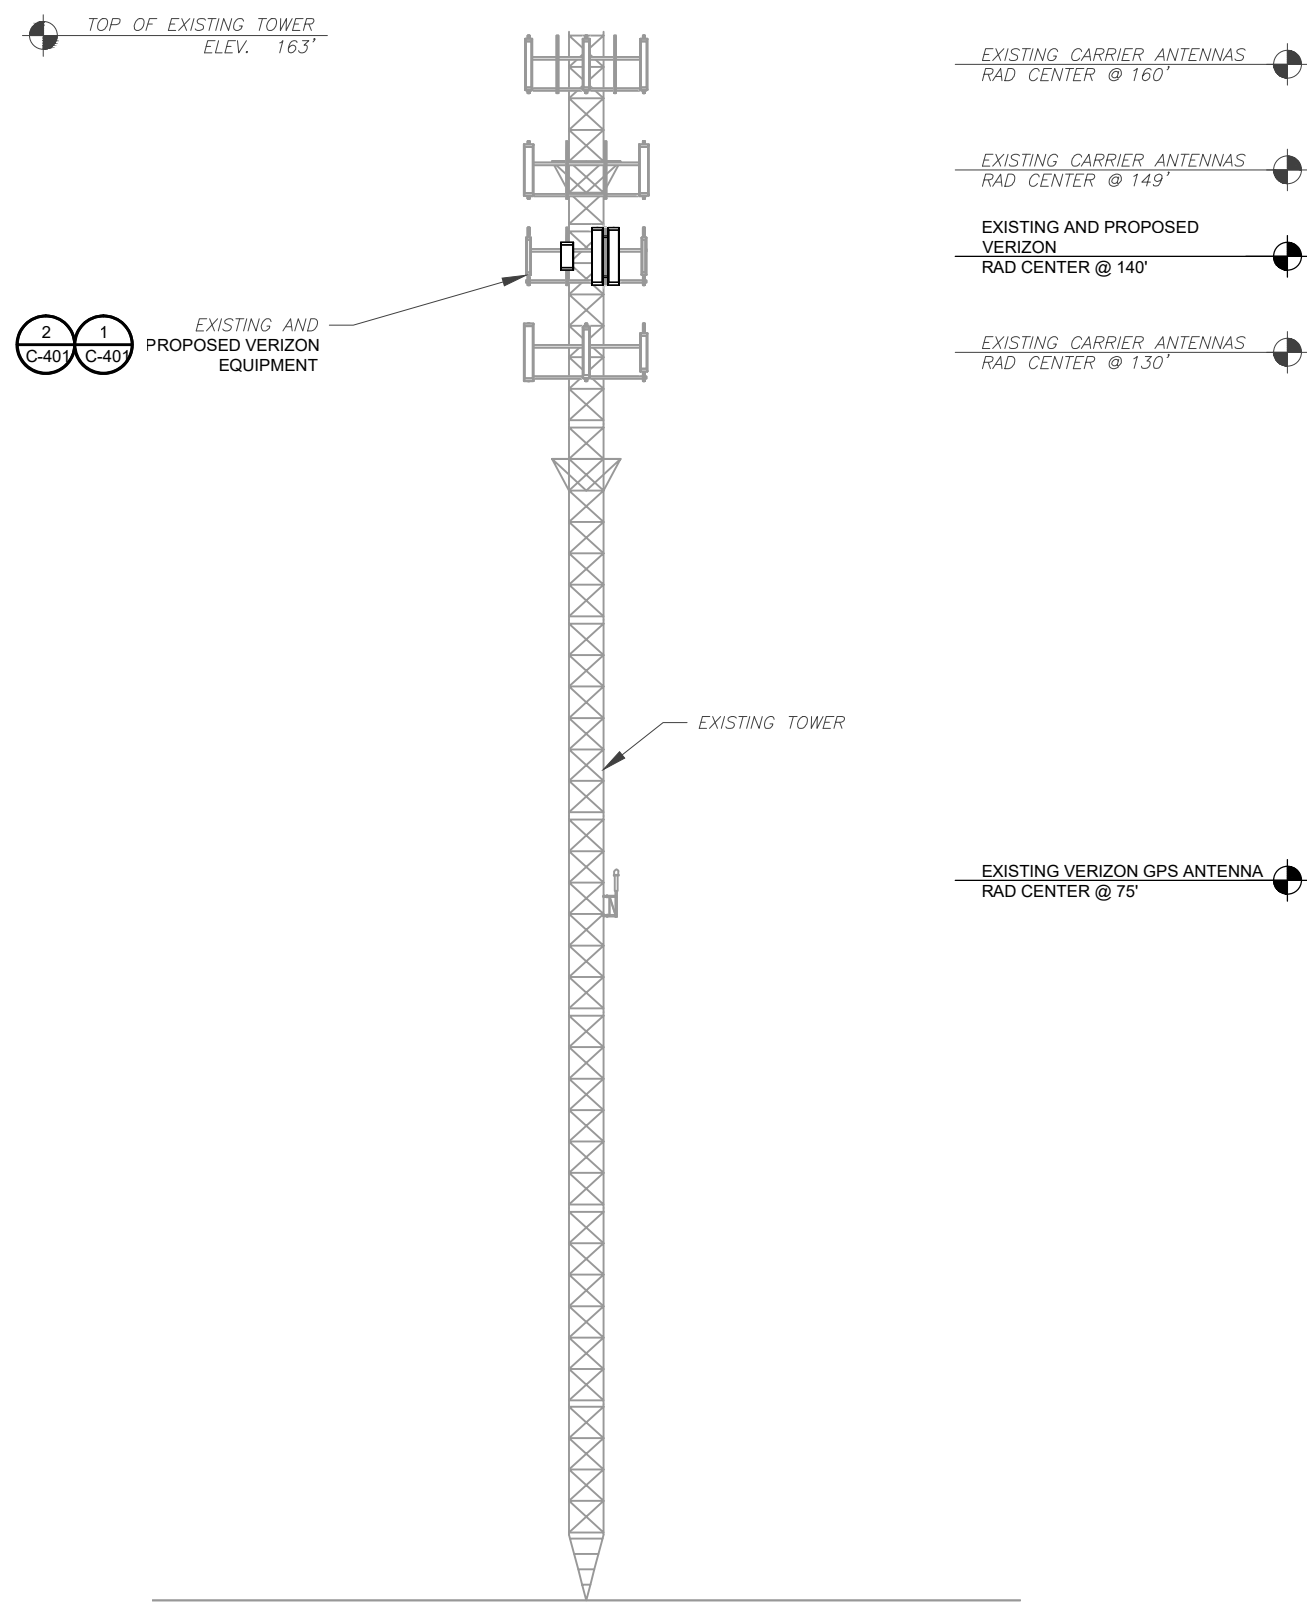 TOP OF EXISTING TOWER
ELEV. 163'
EXISTING CARRIER ANTENNAS
RAD CENTER @ 160'
EXISTING CARRIER ANTENNAS
RAD CENTER @ 149'
EXISTING AND PROPOSED
VERIZON
RAD CENTER @ 140'
2
C-401
1
C-401
EXISTING AND
PROPOSED VERIZON
EQUIPMENT
EXISTING CARRIER ANTENNAS
RAD CENTER @ 130'
EXISTING TOWER
EXISTING VERIZON GPS ANTENNA
RAD CENTER @ 75'